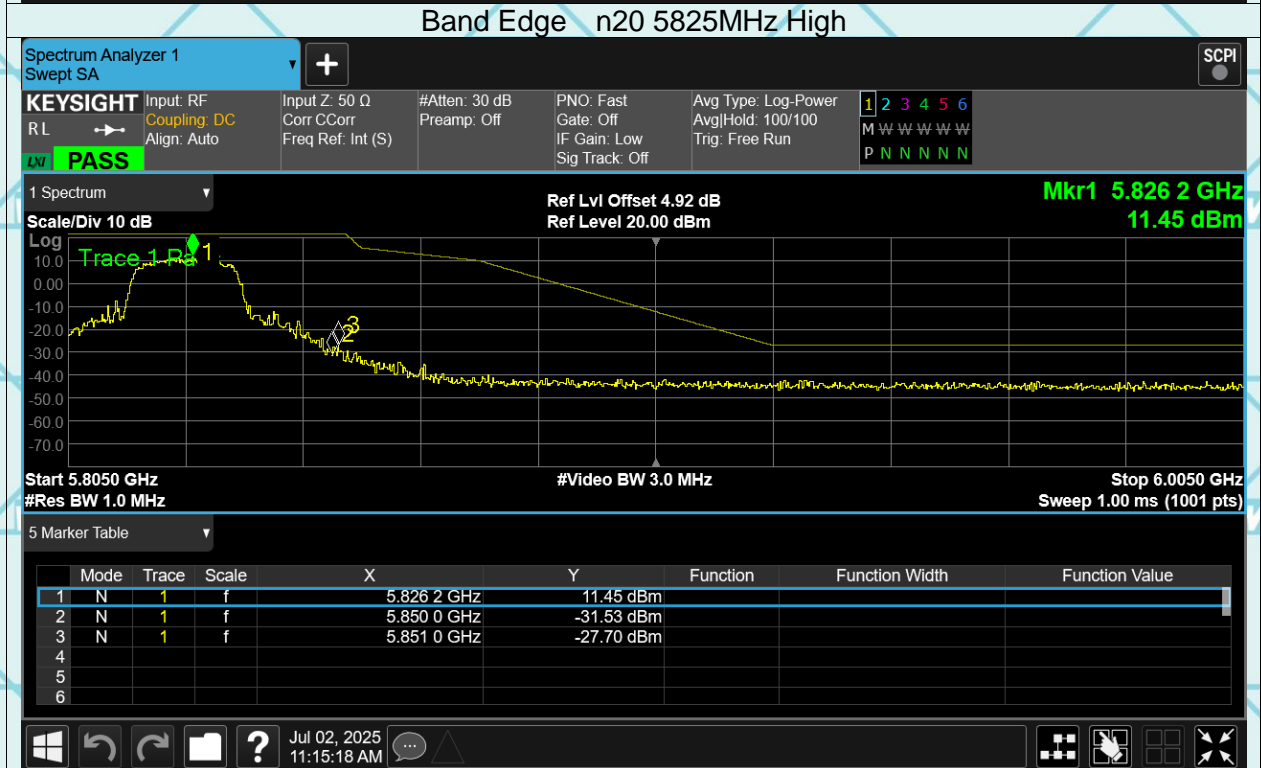 Band Edge n20 5825MHz High
Spectrum Analyzer 1
Swept SA
+
SCPI
KEYSIGHT
RL
LXI PASS
Input: RF
Coupling: DC
Align: Auto
Input Z: 50 Ω
Corr CCorr
Freq Ref: Int (S)
#Atten: 30 dB
Preamp: Off
PNO: Fast
Gate: Off
IF Gain: Low
Sig Track: Off
Avg Type: Log-Power
Avg|Hold: 100/100
Trig: Free Run
1 2 3 4 5 6
M W W W W W
P N N N N N
1 Spectrum
Scale/Div 10 dB
Ref Lvl Offset 4.92 dB
Ref Level 20.00 dBm
Mkr1 5.826 2 GHz
11.45 dBm
Log
Trace 1 Pa
1
10.0
0.00
-10.0
-20.0
-30.0
-40.0
-50.0
-60.0
-70.0
3
2
Start 5.8050 GHz
#Res BW 1.0 MHz
#Video BW 3.0 MHz
Stop 6.0050 GHz
Sweep 1.00 ms (1001 pts)
5 Marker Table
Mode Trace Scale X Y Function Function Width Function Value
1 N 1 f 5.826 2 GHz 11.45 dBm
2 N 1 f 5.850 0 GHz -31.53 dBm
3 N 1 f 5.851 0 GHz -27.70 dBm
4
5
6
?
Jul 02, 2025
11:15:18 AM